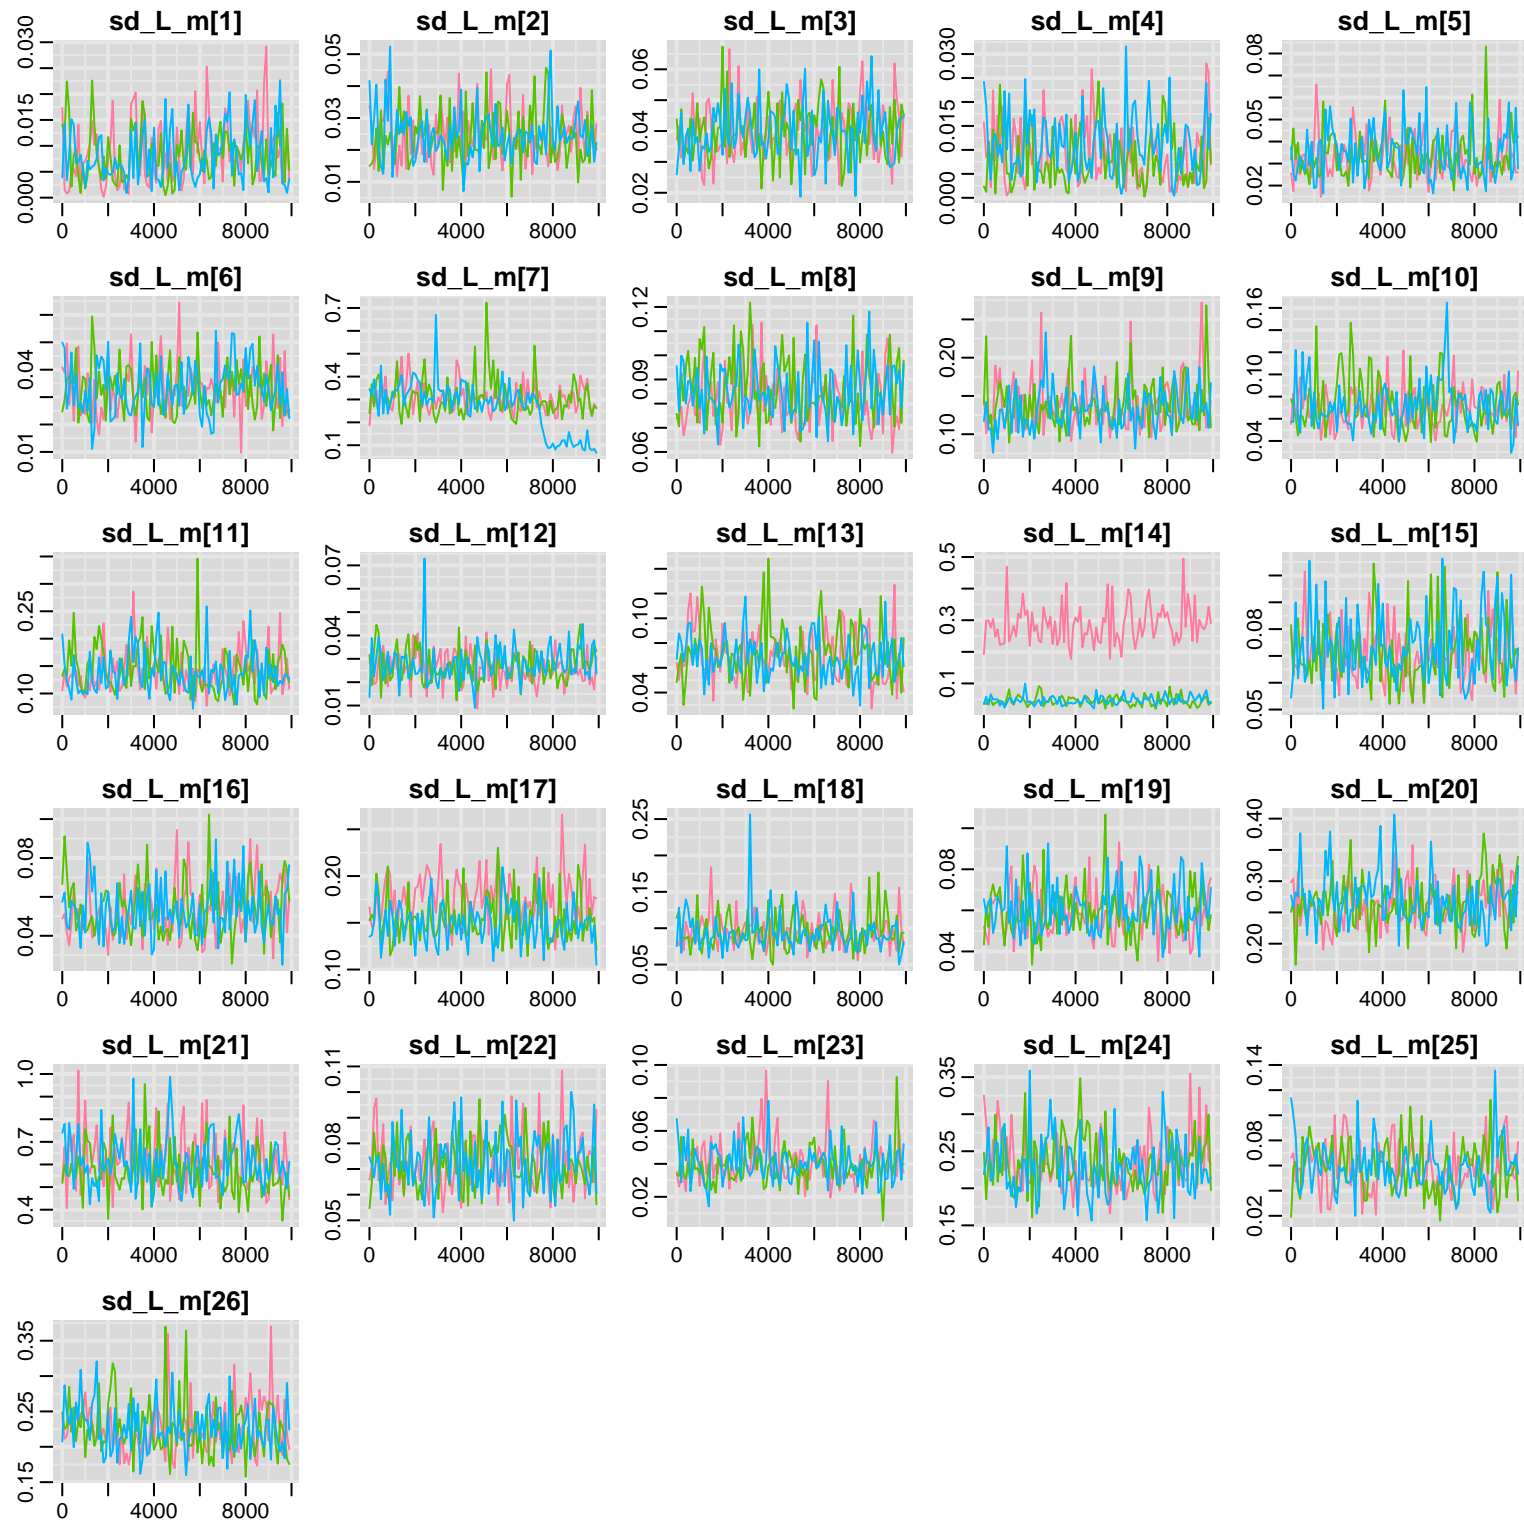 sd_L_m[1] sd_L_m[2] sd_L_m[3] sd_L_m[4] sd_L_m[5]
0.030 0.015 0.000
0.05 0.03 0.01
0.06 0.04 0.02
0.030 0.015 0.000
0.08 0.05 0.02
0 4000 8000 0 4000 8000 0 4000 8000 0 4000 8000 0 4000 8000
sd_L_m[6] sd_L_m[7] sd_L_m[8] sd_L_m[9] sd_L_m[10]
0.04 0.01
0.7 0.4 0.1
0.12 0.09 0.06
0.20 0.10
0.16 0.10 0.04
0 4000 8000 0 4000 8000 0 4000 8000 0 4000 8000 0 4000 8000
sd_L_m[11] sd_L_m[12] sd_L_m[13] sd_L_m[14] sd_L_m[15]
0.25 0.10
0.07 0.04 0.01
0.10 0.04
0.5 0.3 0.1
0.08 0.05
0 4000 8000 0 4000 8000 0 4000 8000 0 4000 8000 0 4000 8000
sd_L_m[16] sd_L_m[17] sd_L_m[18] sd_L_m[19] sd_L_m[20]
0.08 0.04
0.20 0.10
0.25 0.15 0.05
0.08 0.04
0.40 0.30 0.20
0 4000 8000 0 4000 8000 0 4000 8000 0 4000 8000 0 4000 8000
sd_L_m[21] sd_L_m[22] sd_L_m[23] sd_L_m[24] sd_L_m[25]
1.0 0.7 0.4
0.11 0.08 0.05
0.10 0.06 0.02
0.35 0.25 0.15
0.14 0.08 0.02
0 4000 8000 0 4000 8000 0 4000 8000 0 4000 8000 0 4000 8000
sd_L_m[26]
0.35 0.25 0.15
0 4000 8000